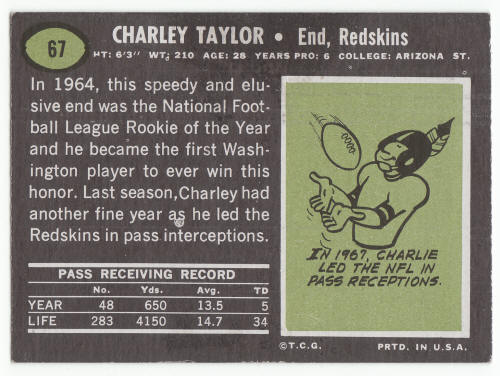 67
CHARLEY TAYLOR • End, Redskins
HT: 6'3" WT: 210 AGE: 28 YEARS PRO: 6 COLLEGE: ARIZONA ST.
In 1964, this speedy and elu-
sive end was the National Foot-
ball League Rookie of the Year
and he became the first Wash-
ington player to ever win this
honor. Last season, Charley had
another fine year as he led the
Redskins in pass interceptions.
PASS RECEIVING RECORD
No. Yds. Avg. TD
YEAR 48 650 13.5 5
LIFE 283 4150 14.7 34
IN 1967, CHARLIE
LED THE NFL IN
PASS RECEPTIONS.
©T.C.G. PRTD. IN U.S.A.